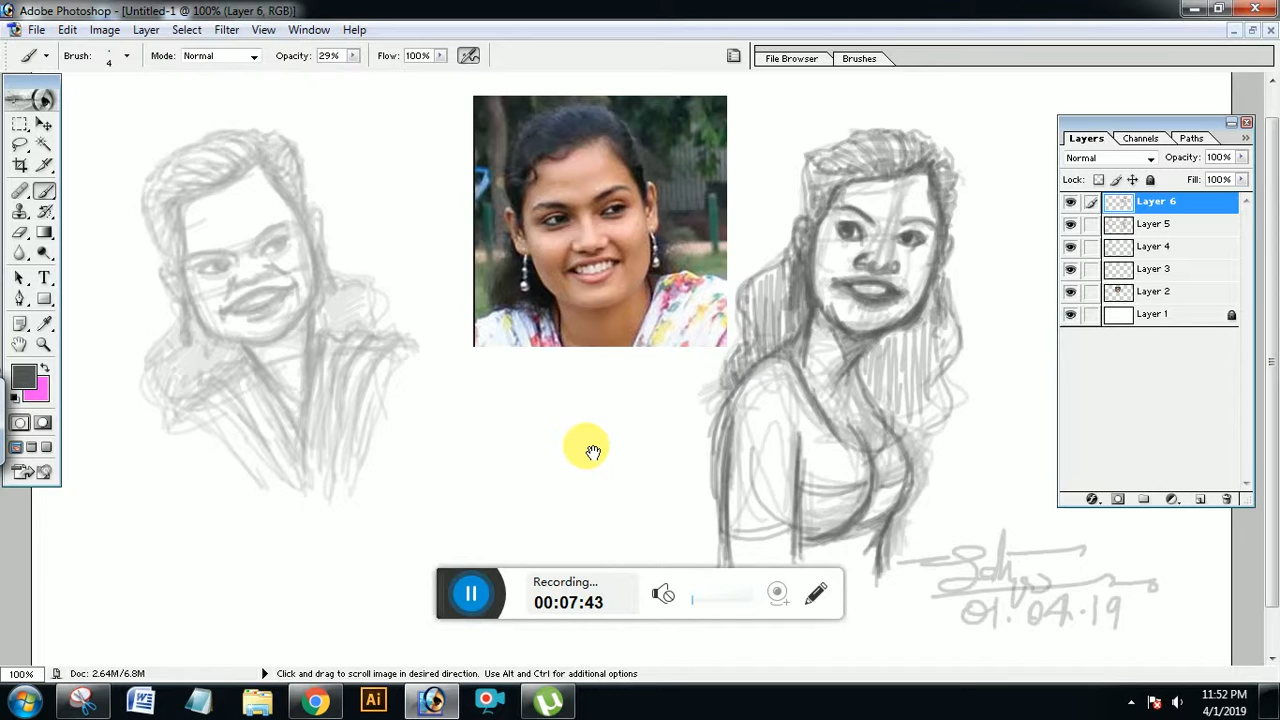 Adobe Photoshop - [Untitled-1 @ 100% (Layer 6, RGB)]
File Edit Image Layer Select Filter View Window Help
Brush: 4 Mode: Normal Opacity: 29% Flow: 100% File Browser Brushes
Layers Channels Paths
Normal Opacity: 100%
Lock: Fill: 100%
Layer 6
Layer 5
Layer 4
Layer 3
Layer 2
Layer 1
T
Recording...
00:07:43
01.04.19
100% Doc: 2.64M/6.8M Click and drag to scroll image in desired direction. Use Alt and Ctrl for additional options
W Ai 11:52 PM
4/1/2019